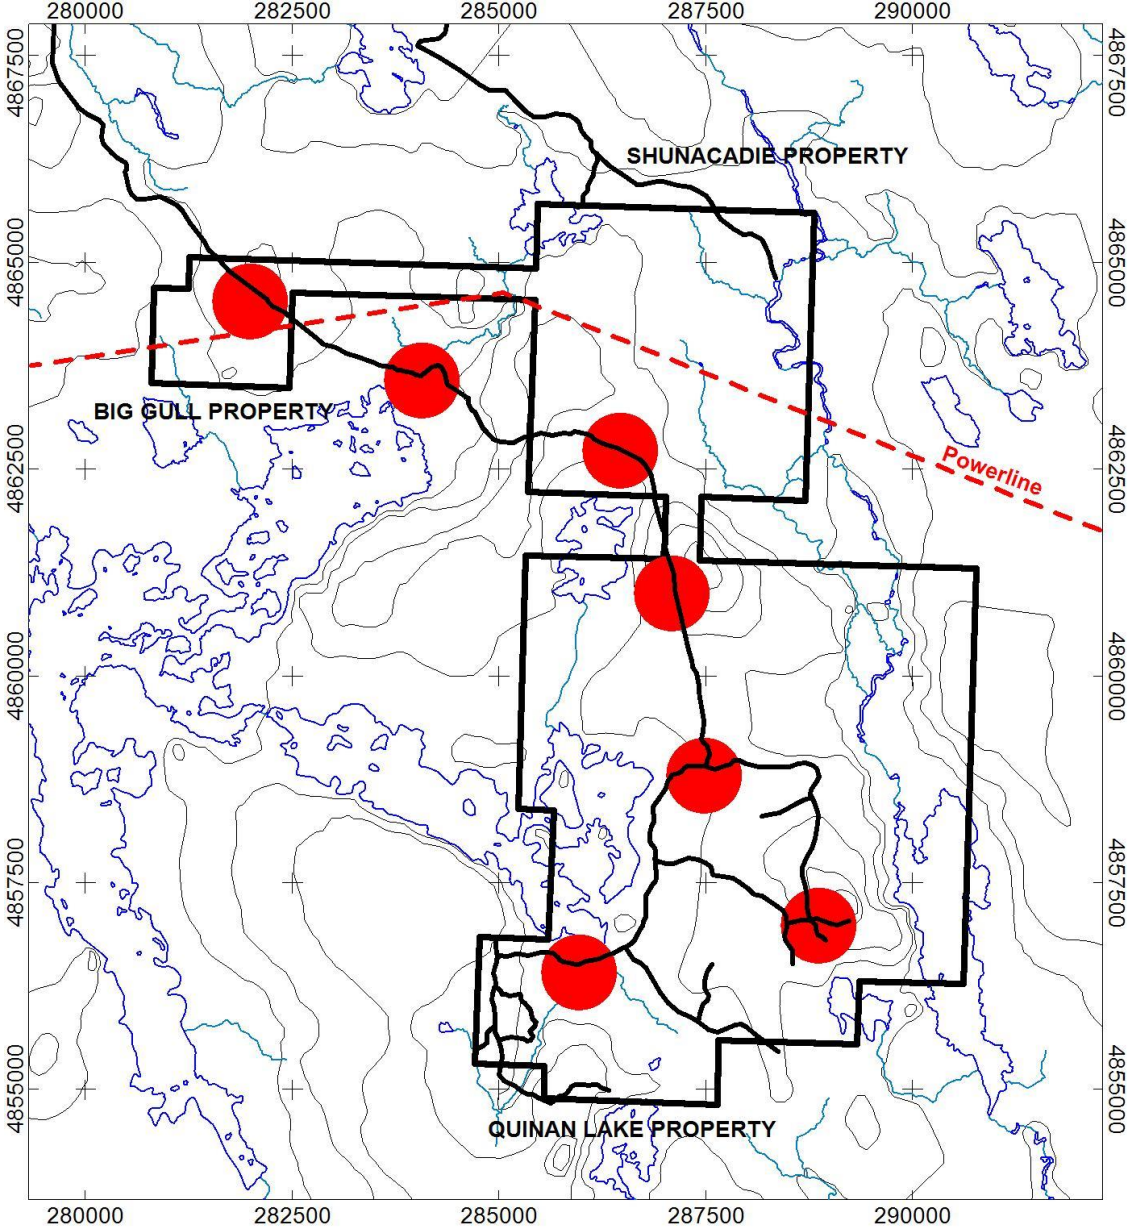 280000 282500 285000 287500 290000
4867500 4867500
SHUNACADIE PROPERTY
4865000 4865000
BIG GULL PROPERTY
4862500 4862500
Powerline
4860000 4860000
4857500 4857500
4855000 4855000
QUINAN LAKE PROPERTY
280000 282500 285000 287500 290000